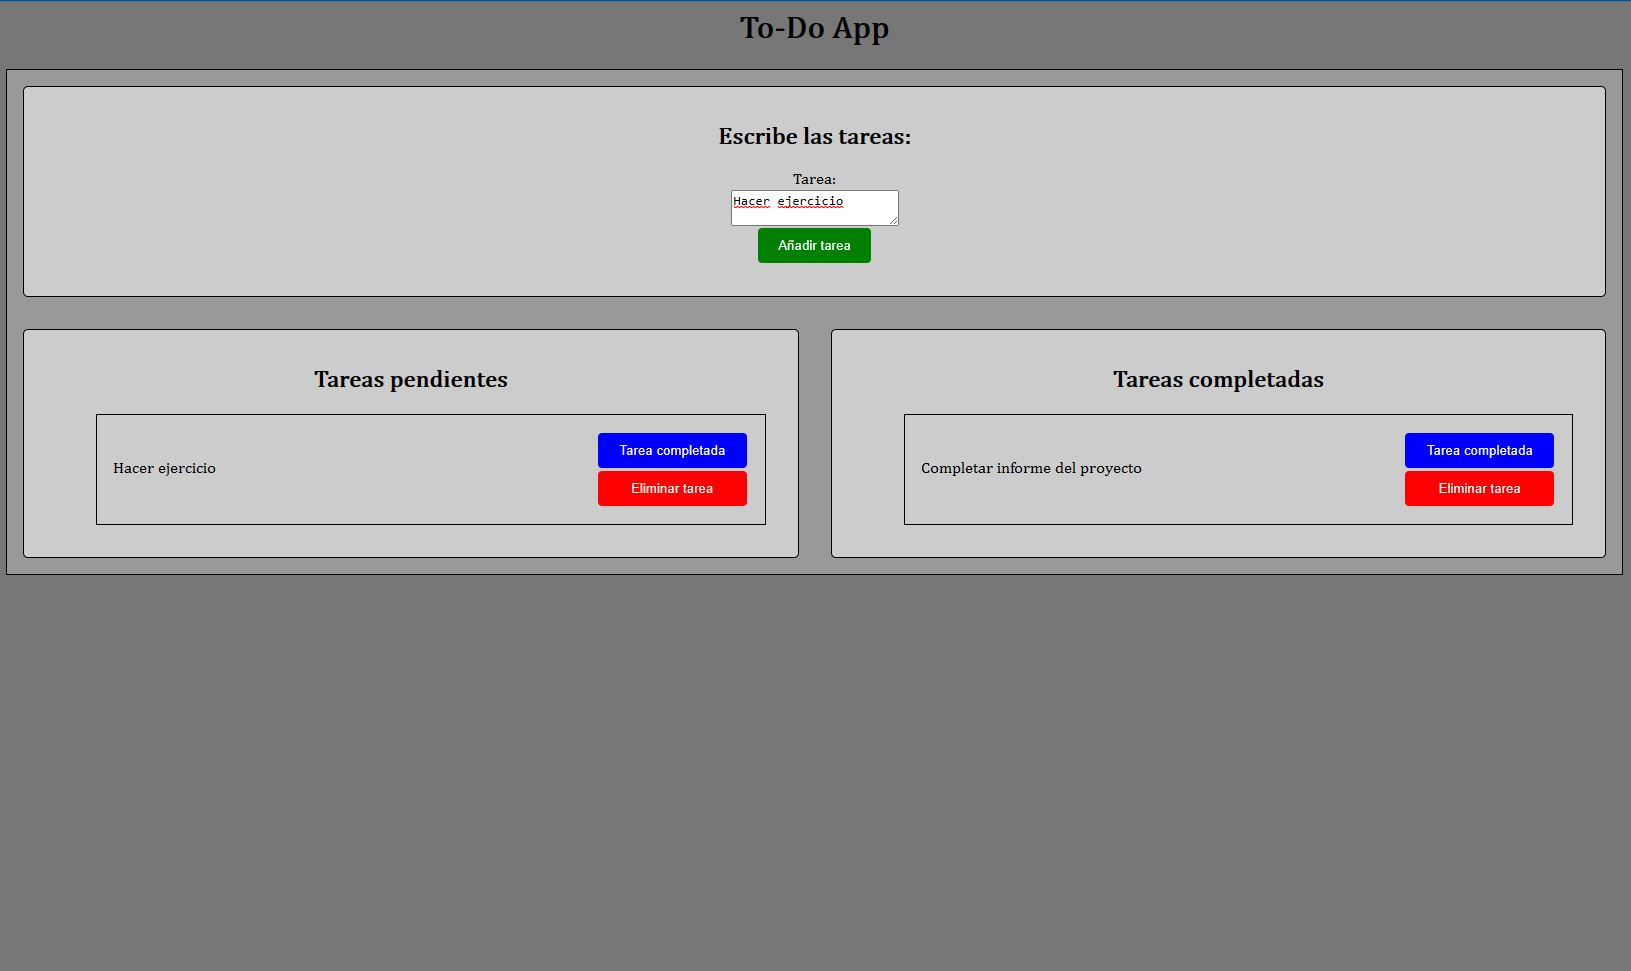 To-Do App
Escribe las tareas:
Tarea:
Hacer ejercicio
Añadir tarea
Tareas pendientes
Hacer ejercicio
Tarea completada
Eliminar tarea
Tareas completadas
Completar informe del proyecto
Tarea completada
Eliminar tarea